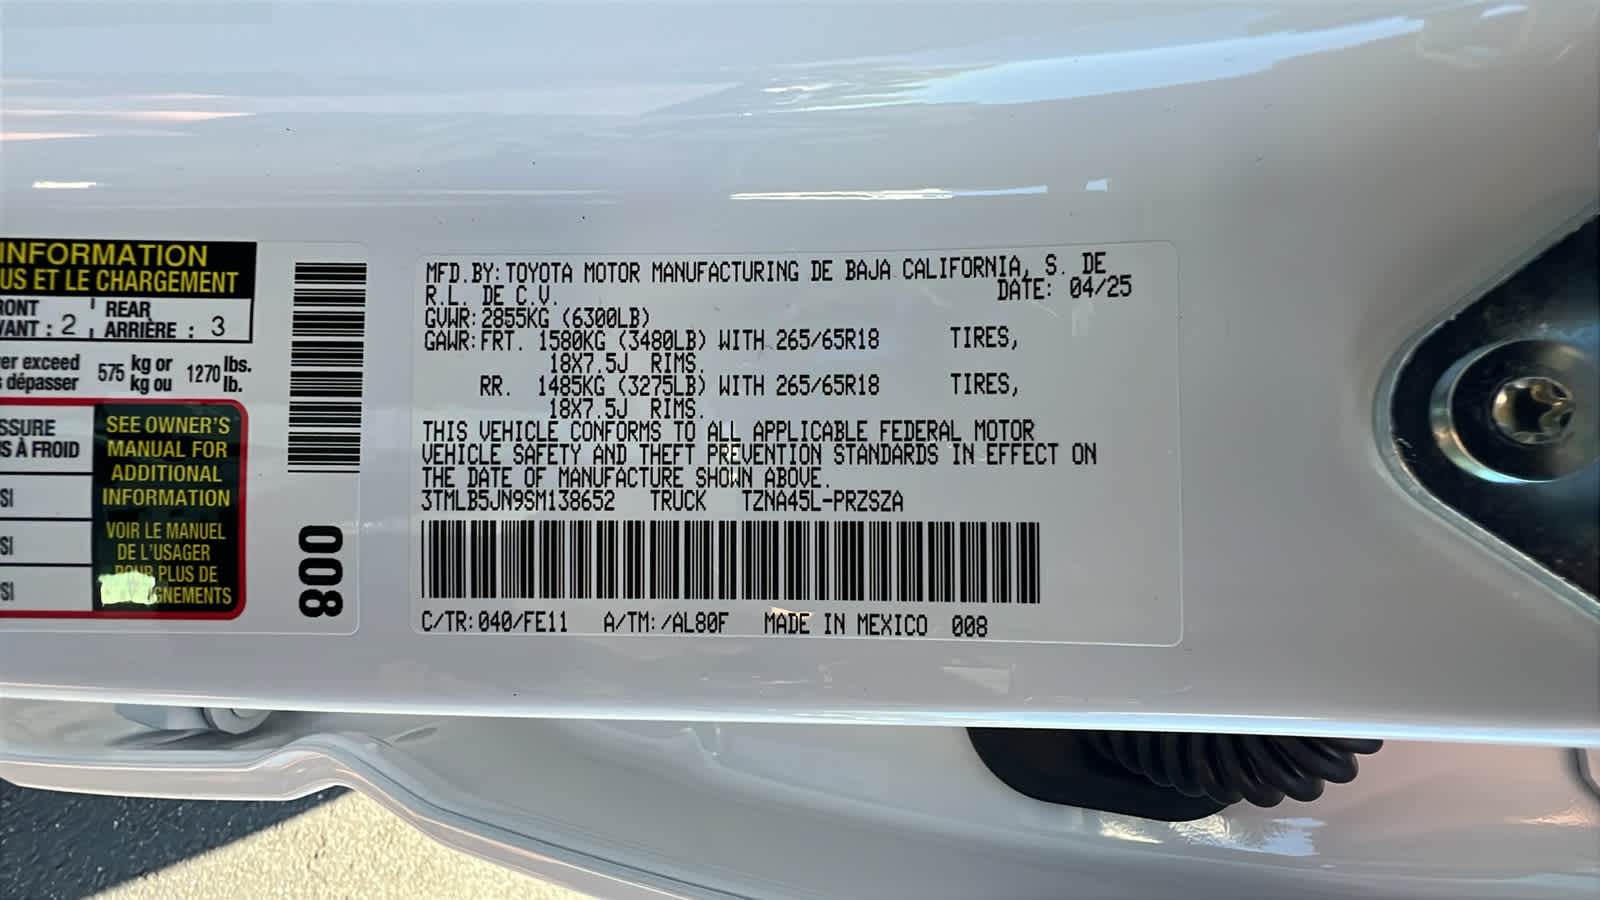 INFORMATION
US ET LE CHARGEMENT
RONT REAR
VANT : 2 ARRIÈRE : 3
er exceed 575 kg or 1270 lbs.
dépasser kg ou lb.
SSURE
S À FROID
SI
SI
SI
SEE OWNER'S
MANUAL FOR
ADDITIONAL
INFORMATION
VOIR LE MANUEL
DE L'USAGER
POUR PLUS DE
IGNEMENTS
008
MFD.BY:TOYOTA MOTOR MANUFACTURING DE BAJA CALIFORNIA, S. DE
R.L. DE C.V. DATE: 04/25
GVWR:2855KG (6300LB)
GAWR:FRT. 1580KG (3480LB) WITH 265/65R18 TIRES,
18X7.5J RIMS.
RR. 1485KG (3275LB) WITH 265/65R18 TIRES,
18X7.5J RIMS.
THIS VEHICLE CONFORMS TO ALL APPLICABLE FEDERAL MOTOR
VEHICLE SAFETY AND THEFT PREVENTION STANDARDS IN EFFECT ON
THE DATE OF MANUFACTURE SHOWN ABOVE.
3TMLB5JN9SM138652 TRUCK TZNA45L-PRZSZA
C/TR:040/FE11 A/TM:/AL80F MADE IN MEXICO 008